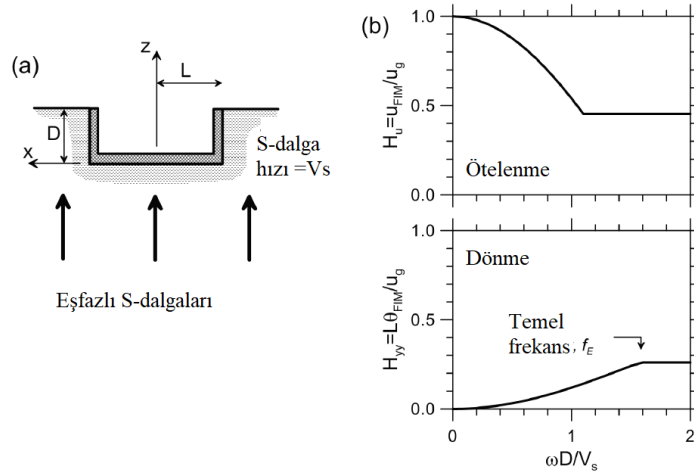 (a)
z
L
D
x
S-dalga
hızı =Vs
Eşfazlı S-dalgaları
(b)
H_u=u_FIM/u_g
1.0
0.5
0.0
Ötelenme
H_yy=Lθ_FIM/u_g
1.0
0.5
0.0
Dönme
Temel
frekans, f_E
0 1 2
ωD/V_s